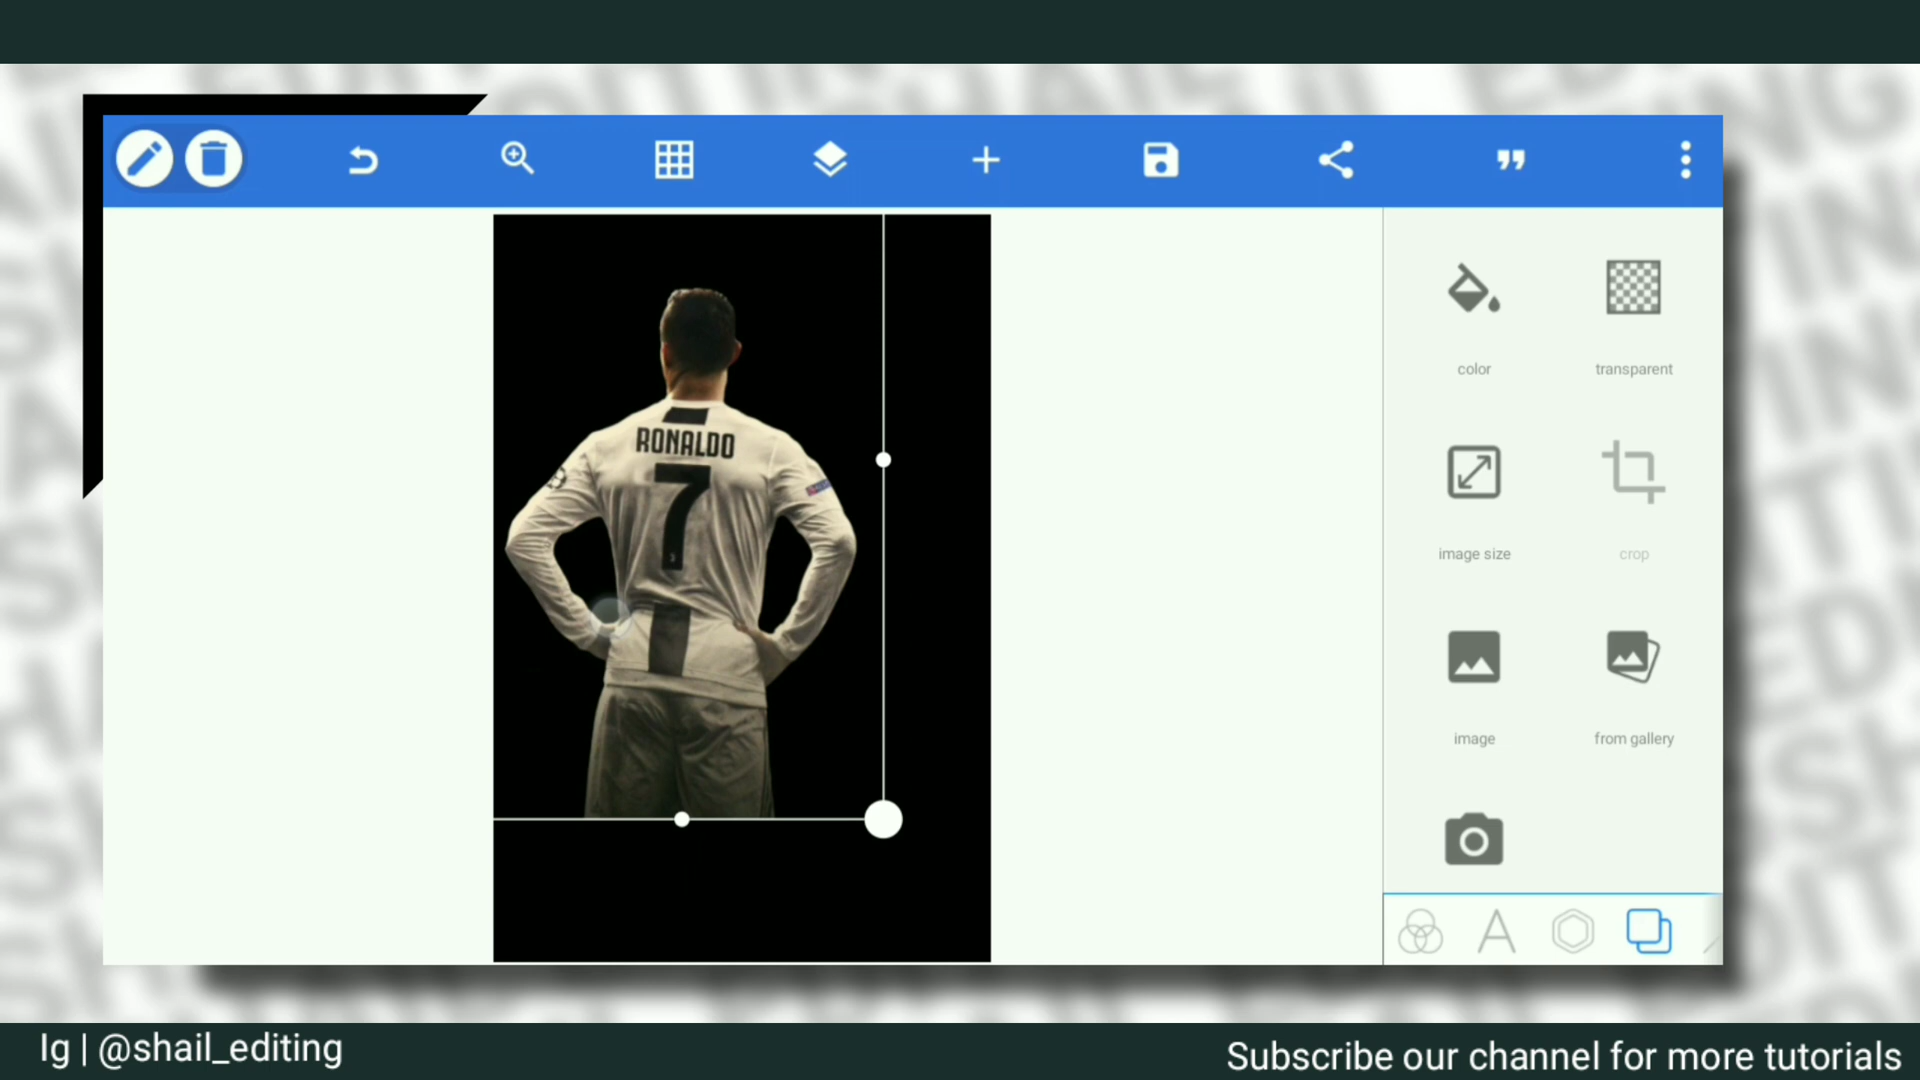 RONALDO
7
color
transparent
image size
crop
image
from gallery
Ig | @shail_editing
Subscribe our channel for more tutorials